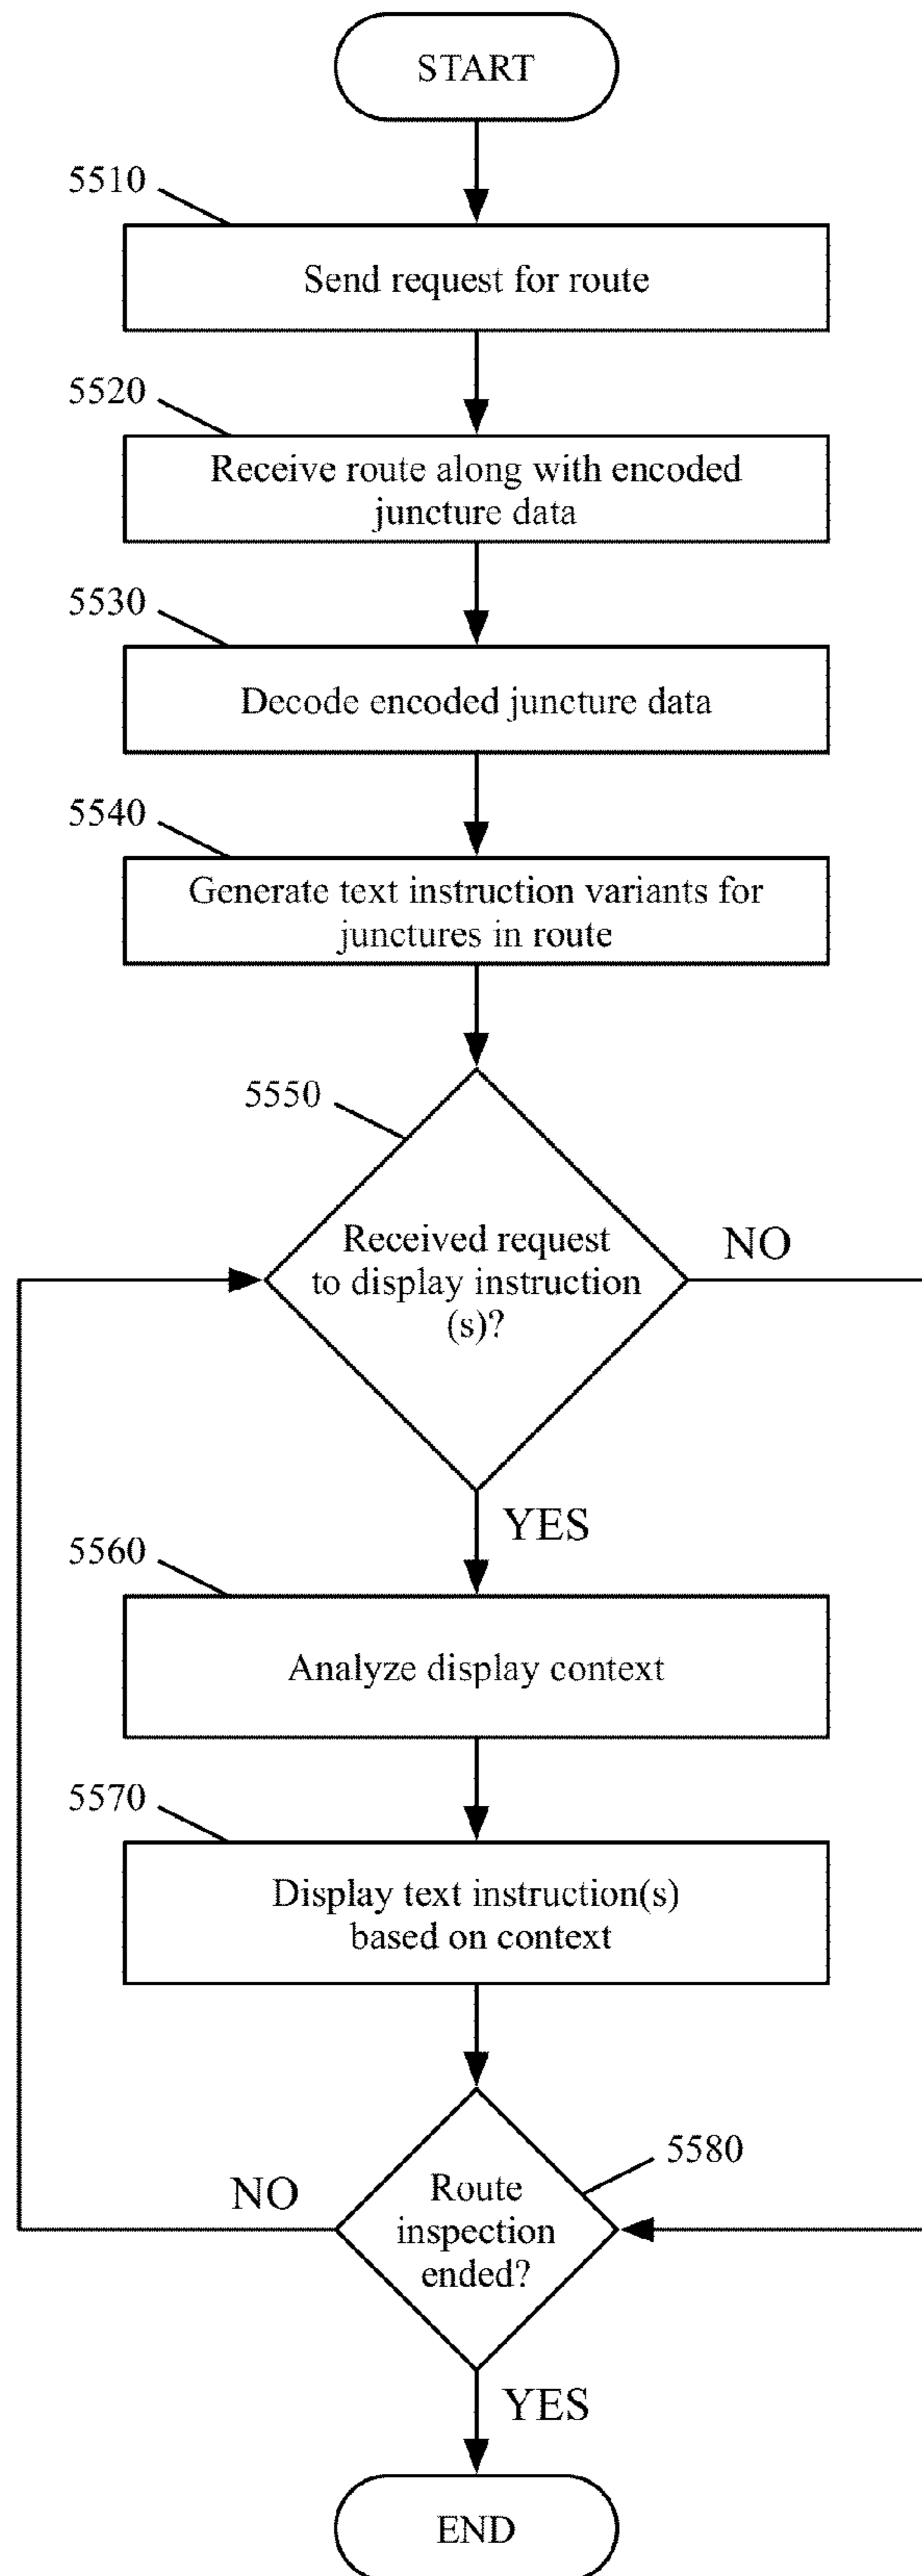 START
5510
Send request for route
5520
Receive route along with encoded
juncture data
5530
Decode encoded juncture data
5540
Generate text instruction variants for
junctures in route
5550
Received request
to display instruction
(s)?
NO
YES
5560
Analyze display context
5570
Display text instruction(s)
based on context
5580
Route
inspection
ended?
NO
YES
END